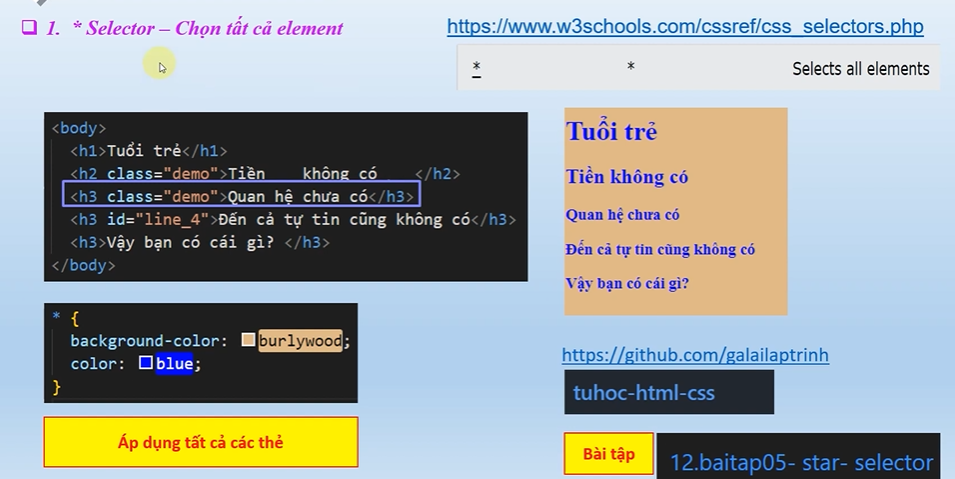 ❑ 1. * Selector – Chọn tất cả element
https://www.w3schools.com/cssref/css_selectors.php
* * Selects all elements
<body>
<h1>Tuổi trẻ</h1>
<h2 class="demo">Tiền không có </h2>
<h3 class="demo">Quan hệ chưa có</h3>
<h3 id="line_4">Đến cả tự tin cũng không có</h3>
<h3>Vậy bạn có cái gì? </h3>
</body>
Tuổi trẻ
Tiền không có
Quan hệ chưa có
Đến cả tự tin cũng không có
Vậy bạn có cái gì?
* {
background-color: burlywood;
color: blue;
}
Áp dụng tất cả các thẻ
https://github.com/galailaptrinh
tuhoc-html-css
Bài tập
12.baitap05- star- selector